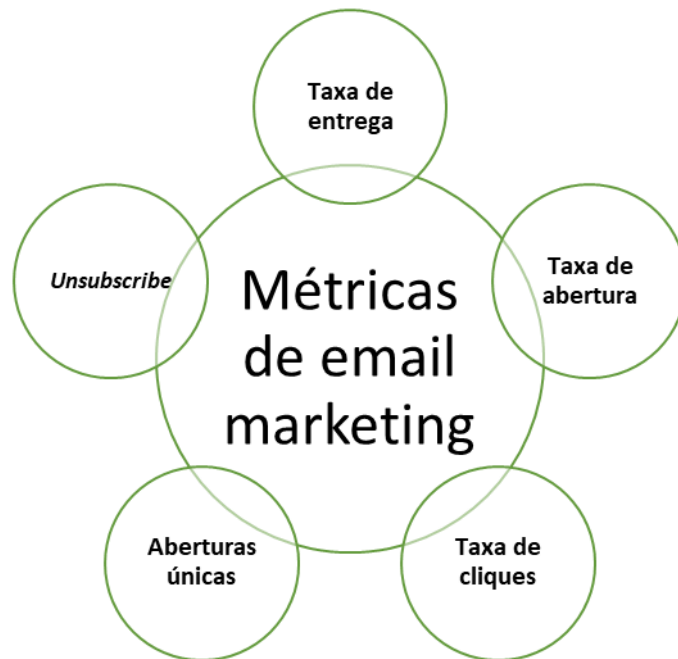 Taxa de
entrega
Unsubscribe
Métricas
de email
marketing
Taxa de
abertura
Aberturas
únicas
Taxa de
cliques